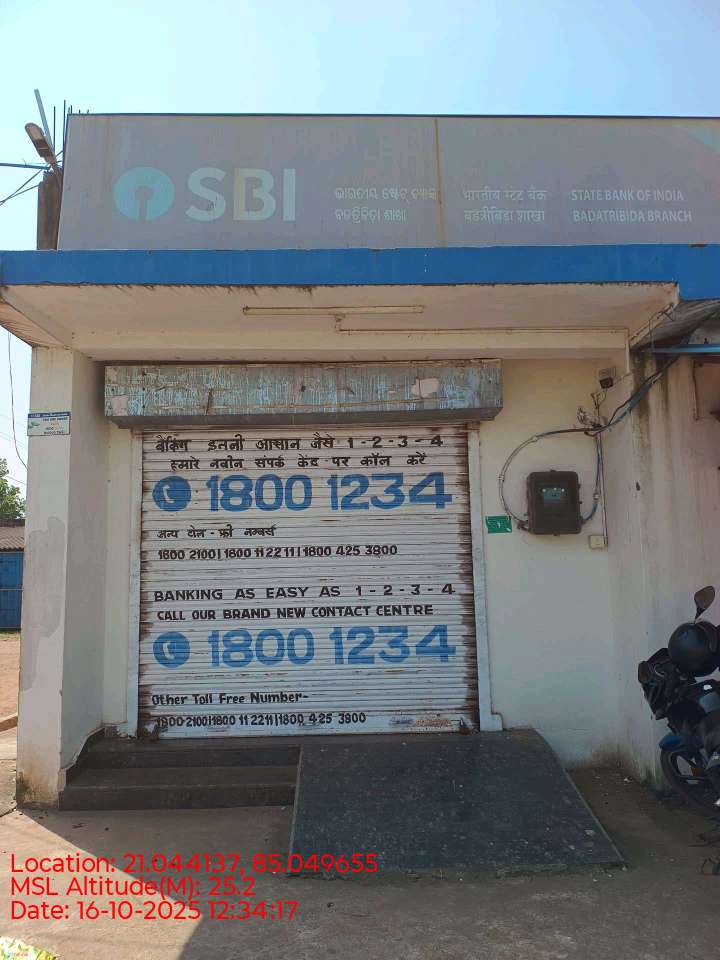 SBI
ଭାରତୀୟ ଷ୍ଟେଟ୍ ବ୍ୟାଙ୍କ
ବଡତ୍ରିବିଡ଼ା ଶାଖା
भारतीय स्टेट बैंक
बडत्रीबिडा शाखा
STATE BANK OF INDIA
BADATRIBIDA BRANCH
बैंकिंग इतनी आसान जैसे 1-2-3-4
हमारे नवीन संपर्क केंद्र पर कॉल करें
1800 1234
अन्य टोल-फ्री नम्बर्स
1800 2100|1800 11 22 11|1800 425 3800
BANKING AS EASY AS 1-2-3-4
CALL OUR BRAND NEW CONTACT CENTRE
1800 1234
Other Toll Free Number-
1800 2100|1800 11 2211|1800 425 3800
Location: 21.044137, 85.049655
MSL Altitude(M): 25.2
Date: 16-10-2025 12:34:17